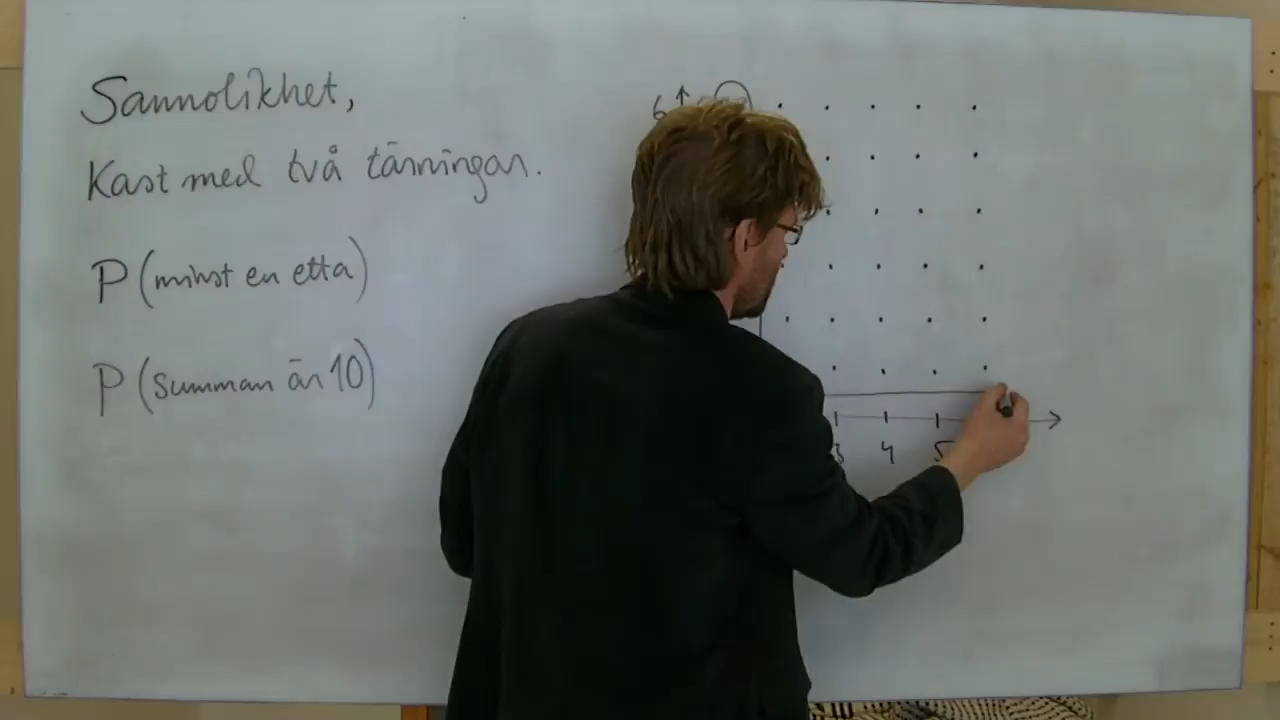 Sannolikhet,
Kast med två tärningar.
P (minst en etta)
P (summan är 10)
6
3 4 5